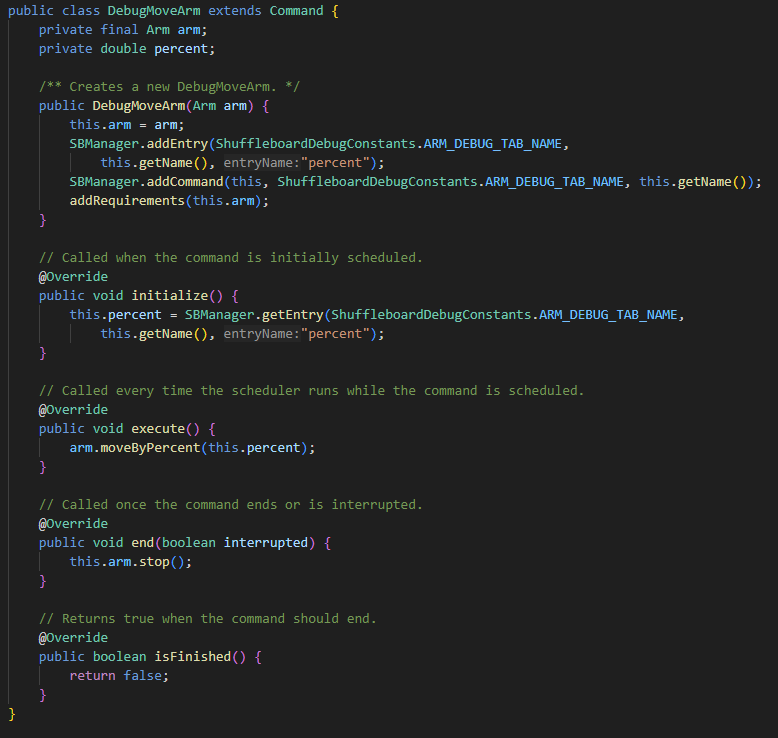 public class DebugMoveArm extends Command {
    private final Arm arm;
    private double percent;

    /** Creates a new DebugMoveArm. */
    public DebugMoveArm(Arm arm) {
        this.arm = arm;
        SBManager.addEntry(ShuffleboardDebugConstants.ARM_DEBUG_TAB_NAME,
            this.getName(), entryName:"percent");
        SBManager.addCommand(this, ShuffleboardDebugConstants.ARM_DEBUG_TAB_NAME, this.getName());
        addRequirements(this.arm);
    }

    // Called when the command is initially scheduled.
    @Override
    public void initialize() {
        this.percent = SBManager.getEntry(ShuffleboardDebugConstants.ARM_DEBUG_TAB_NAME,
            this.getName(), entryName:"percent");
    }

    // Called every time the scheduler runs while the command is scheduled.
    @Override
    public void execute() {
        arm.moveByPercent(this.percent);
    }

    // Called once the command ends or is interrupted.
    @Override
    public void end(boolean interrupted) {
        this.arm.stop();
    }

    // Returns true when the command should end.
    @Override
    public boolean isFinished() {
        return false;
    }
}